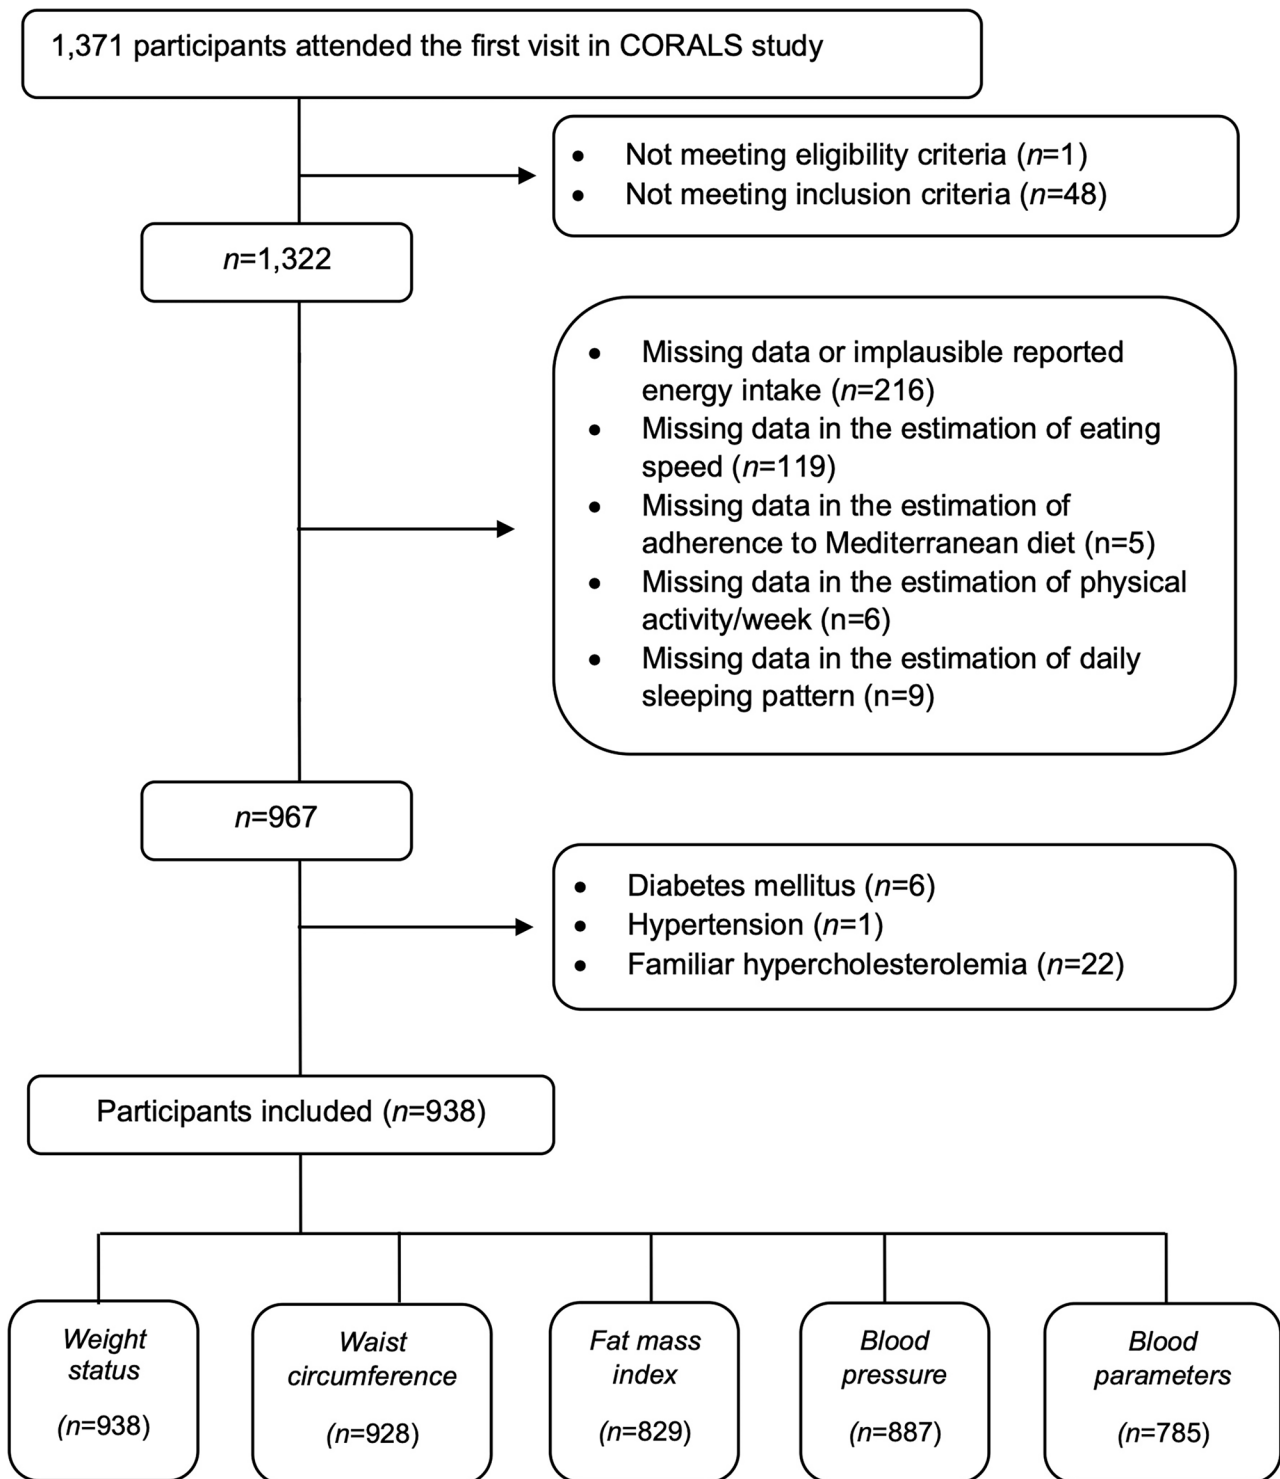 1,371 participants attended the first visit in CORALS study
• Not meeting eligibility criteria (n=1)
• Not meeting inclusion criteria (n=48)
n=1,322
• Missing data or implausible reported
energy intake (n=216)
• Missing data in the estimation of eating
speed (n=119)
• Missing data in the estimation of
adherence to Mediterranean diet (n=5)
• Missing data in the estimation of physical
activity/week (n=6)
• Missing data in the estimation of daily
sleeping pattern (n=9)
n=967
• Diabetes mellitus (n=6)
• Hypertension (n=1)
• Familiar hypercholesterolemia (n=22)
Participants included (n=938)
Weight
status
(n=938)
Waist
circumference
(n=928)
Fat mass
index
(n=829)
Blood
pressure
(n=887)
Blood
parameters
(n=785)